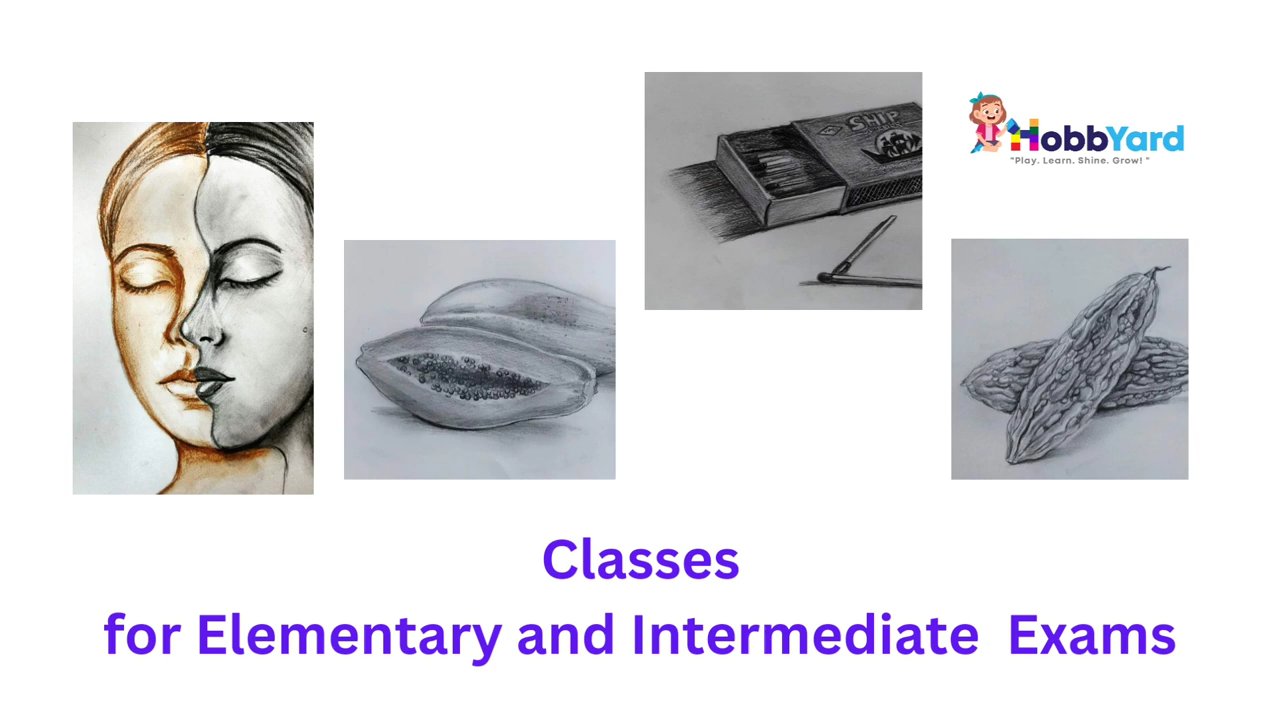 SHIP
HobbYard
"Play. Learn. Shine. Grow! "
Classes
for Elementary and Intermediate Exams